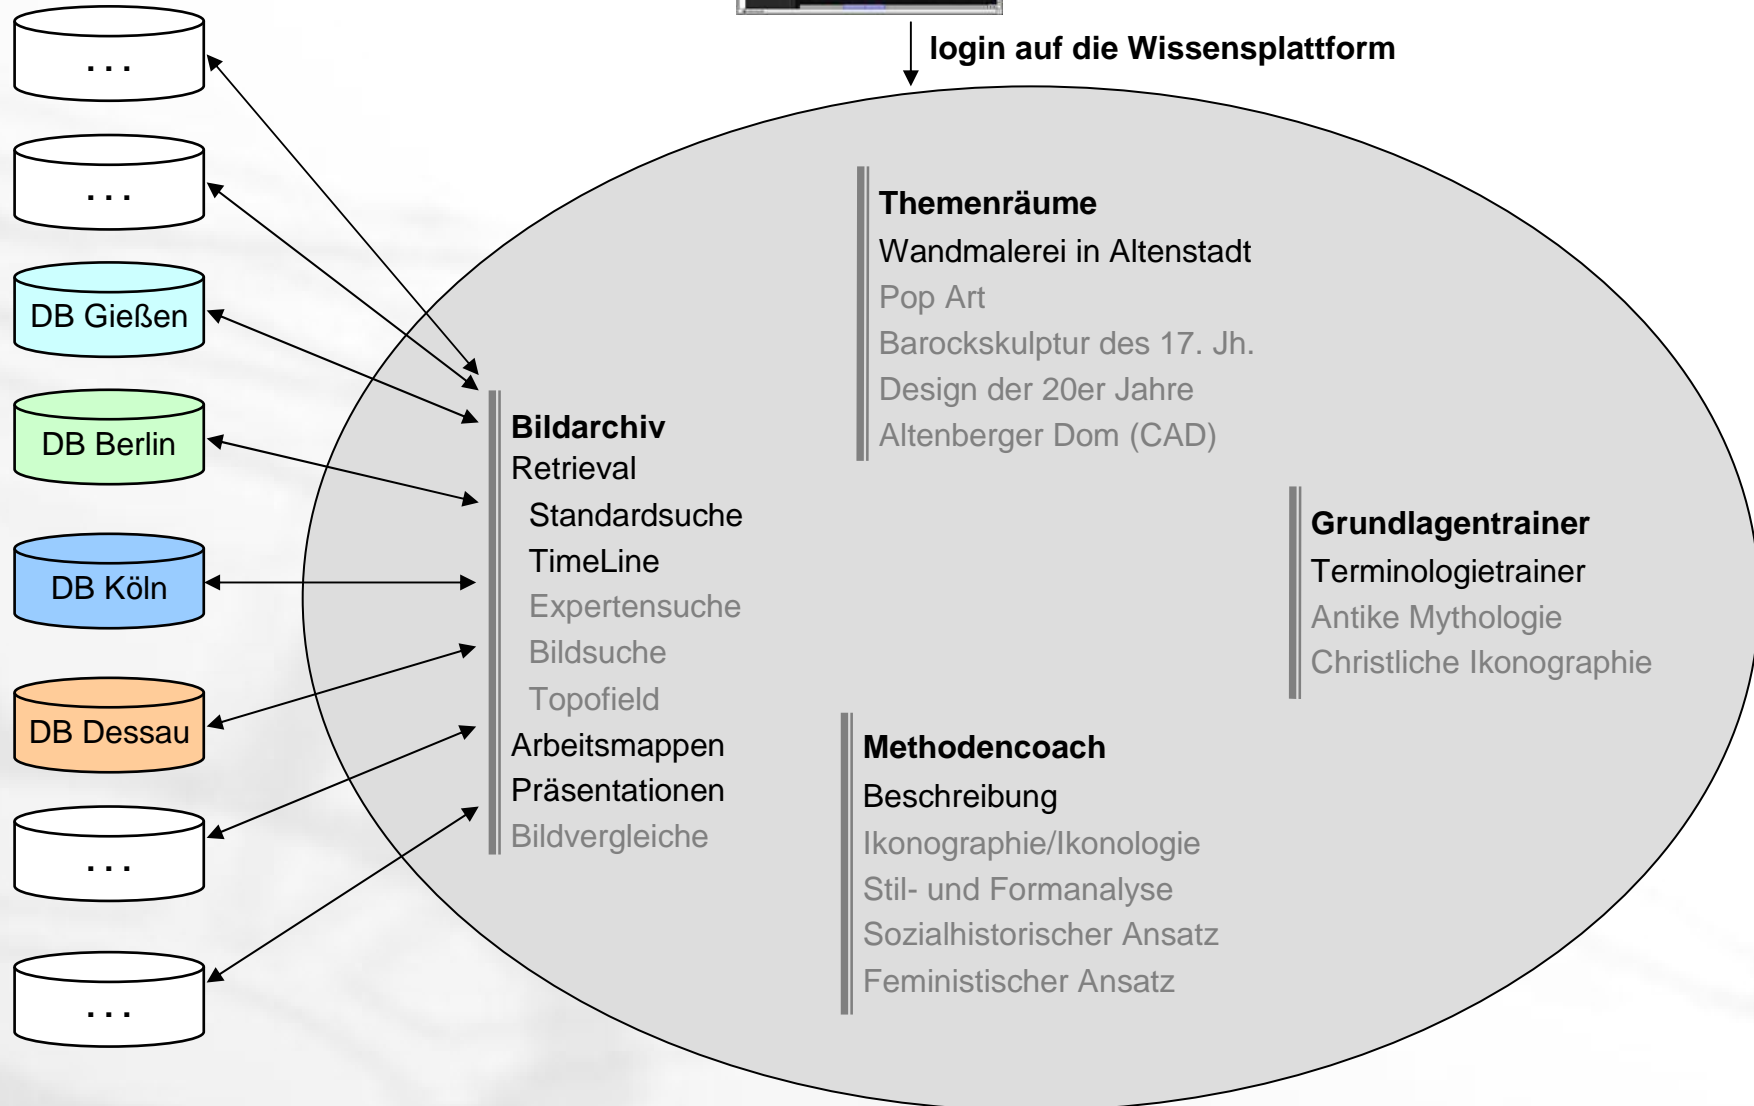 login auf die Wissensplattform
. . .
. . .
DB Gießen
DB Berlin
DB Köln
DB Dessau
. . .
. . .
Bildarchiv
Retrieval
Standardsuche
TimeLine
Expertensuche
Bildsuche
Topofield
Arbeitsmappen
Präsentationen
Bildvergleiche
Themenräume
Wandmalerei in Altenstadt
Pop Art
Barockskulptur des 17. Jh.
Design der 20er Jahre
Altenberger Dom (CAD)
Methodencoach
Beschreibung
Ikonographie/Ikonologie
Stil- und Formanalyse
Sozialhistorischer Ansatz
Feministischer Ansatz
Grundlagentrainer
Terminologietrainer
Antike Mythologie
Christliche Ikonographie